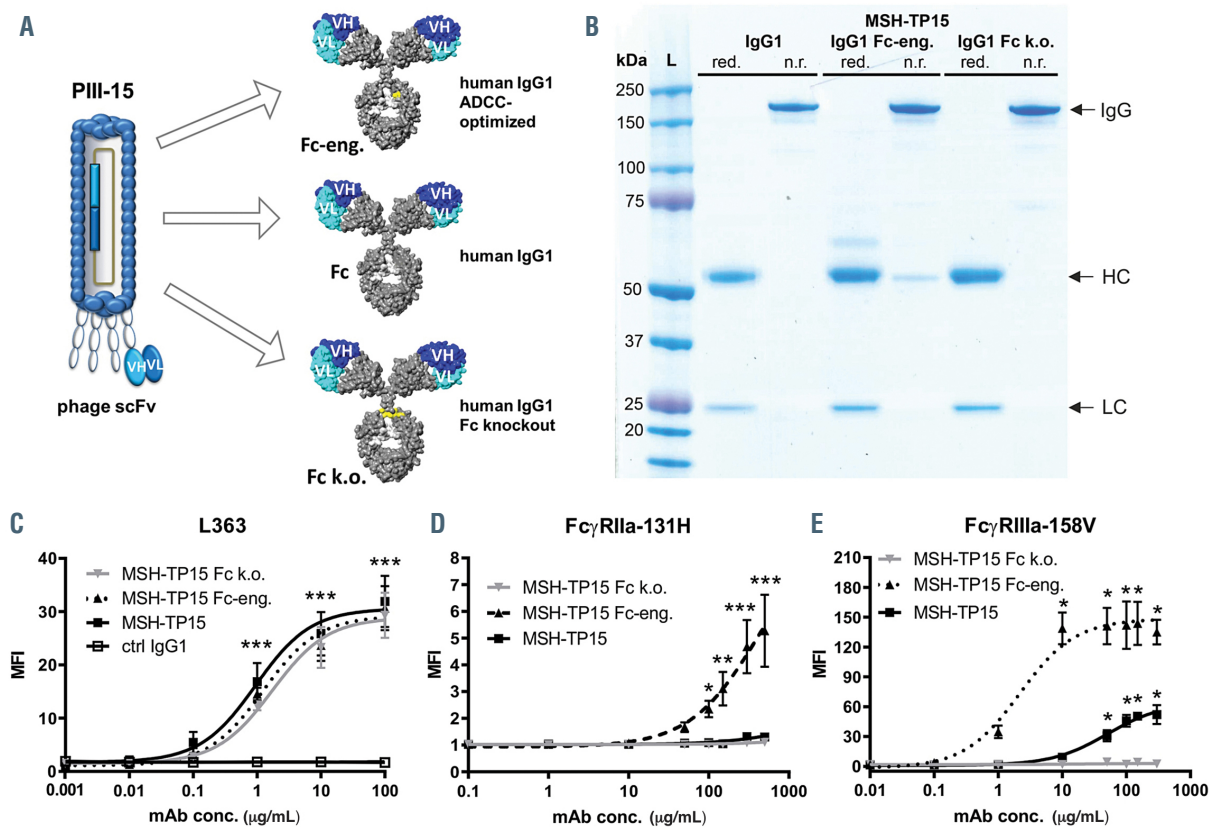 A
PIII-15
phage scFv
VH VL
VH VL
VH VL
human IgG1
ADCC-
optimized
Fc-eng.
VH VL
VH VL
human IgG1
Fc
VH VL
VH VL
human IgG1
Fc knockout
Fc k.o.
B
MSH-TP15
IgG1 IgG1 Fc-eng. IgG1 Fc k.o.
kDa L red. n.r. red. n.r. red. n.r.
250
150
100
75
50
37
25
20
IgG
HC
LC
C
L363
MSH-TP15 Fc k.o.
MSH-TP15 Fc-eng.
MSH-TP15
ctrl IgG1
*** *** ***
MFI
40
30
20
10
0
0.001 0.01 0.1 1 10 100
mAb conc. (µg/mL)
D
FcγRIIa-131H
MSH-TP15 Fc k.o.
MSH-TP15 Fc-eng.
MSH-TP15
* ** *** ***
MFI
8
7
6
5
4
3
2
1
0
0.1 1 10 100 1000
mAb conc. (µg/mL)
E
FcγRIIIa-158V
MSH-TP15 Fc k.o.
MSH-TP15 Fc-eng.
MSH-TP15
* * ** *
* ** *
MFI
210
180
150
120
90
60
30
0
0.1 1 10 100 1000
mAb conc. (µg/mL)